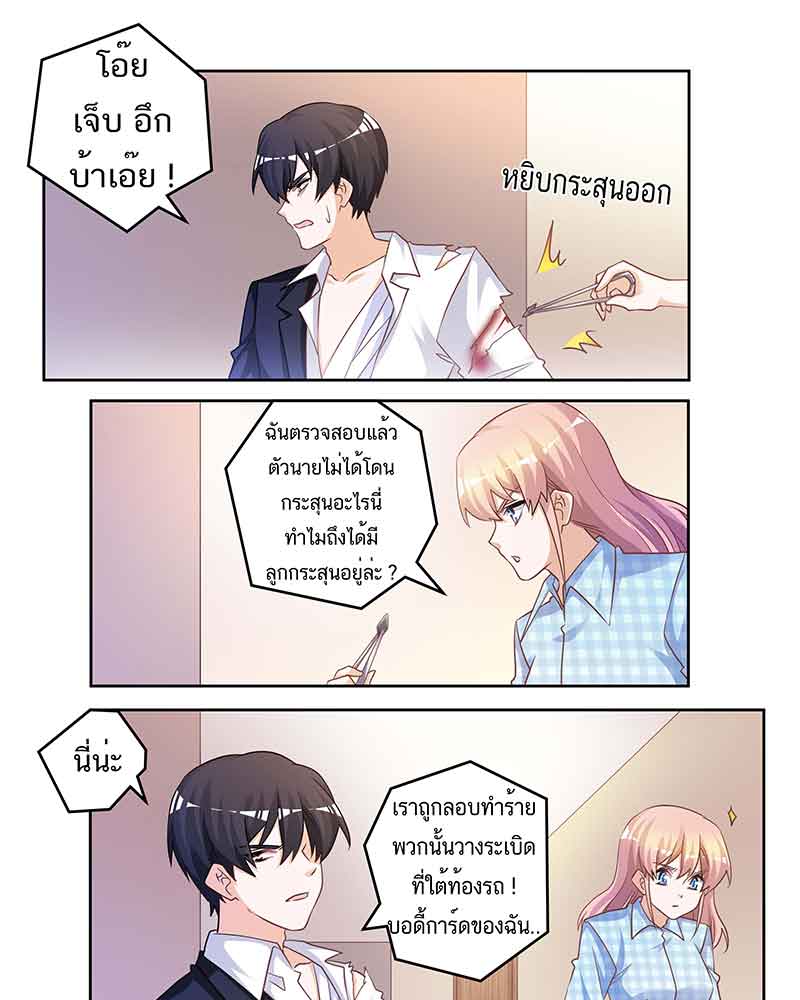 โอ๊ย
เจ็บ อึก
บ้าเอ๊ย !
หยิบกระสุนออก
ฉันตรวจสอบแล้ว
ตัวนายไม่ได้โดน
กระสุนอะไรนี่
ทำไมถึงได้มี
ลูกกระสุนอยู่ล่ะ ?
นี่น่ะ
เราถูกลอบทำร้าย
พวกนั้นวางระเบิด
ที่ใต้ท้องรถ !
บอดี้การ์ดของฉัน..